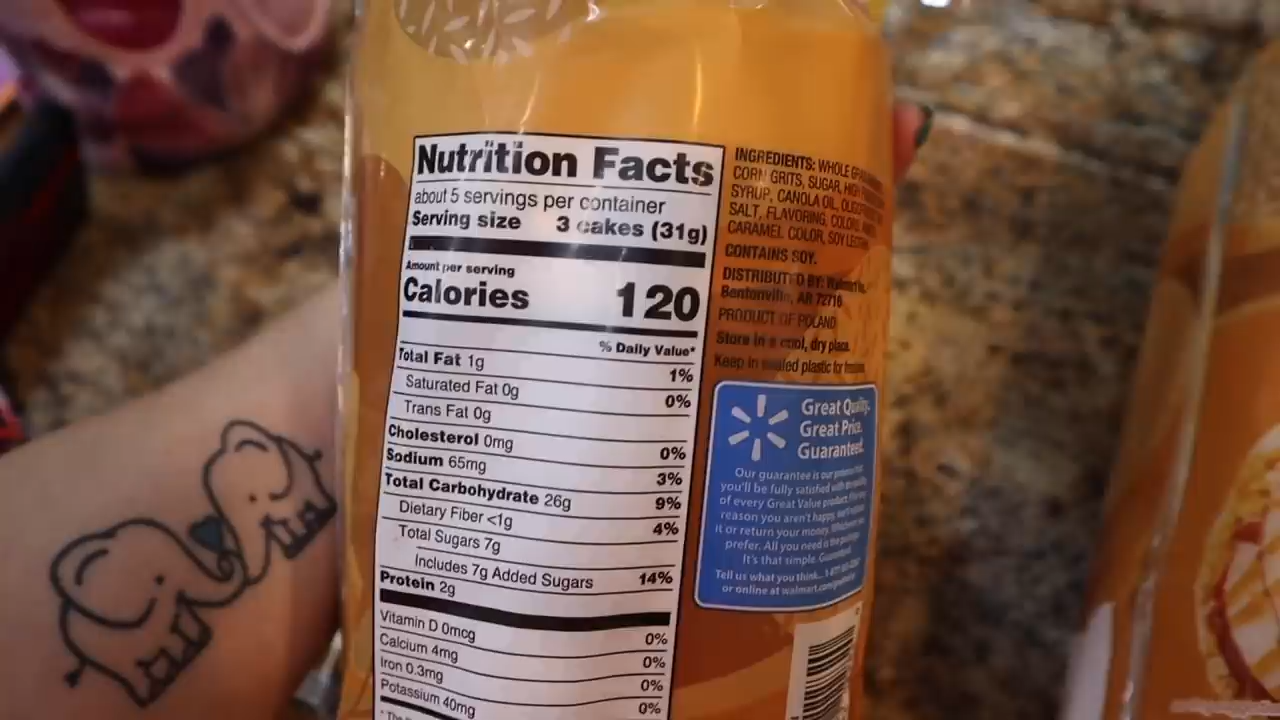 Nutrition Facts
about 5 servings per container
Serving size 3 cakes (31g)
Amount per serving
Calories 120
% Daily Value*
Total Fat 1g 1%
Saturated Fat 0g 0%
Trans Fat 0g
Cholesterol 0mg 0%
Sodium 65mg 3%
Total Carbohydrate 26g 9%
Dietary Fiber <1g 4%
Total Sugars 7g
Includes 7g Added Sugars 14%
Protein 2g
Vitamin D 0mcg 0%
Calcium 4mg 0%
Iron 0.3mg 0%
Potassium 40mg 0%
INGREDIENTS: WHOLE
CORN GRITS, SUGAR, HIGH
SYRUP, CANOLA OIL,
SALT, FLAVORING,
CARAMEL COLOR, SOY
CONTAINS SOY.
DISTRIBUTED BY: Walmart
Bentonville, AR 72716
PRODUCT OF POLAND
Store in a cool, dry place.
Keep in sealed plastic for
Great Quality.
Great Price.
Guaranteed.
Our guarantee is our promise that
you'll be fully satisfied with
of every Great Value product.
reason you aren't happy,
it or return your money. Whichever
prefer. All you need is the
It's that simple. Guaranteed.
Tell us what you think...
or online at walmart.com/